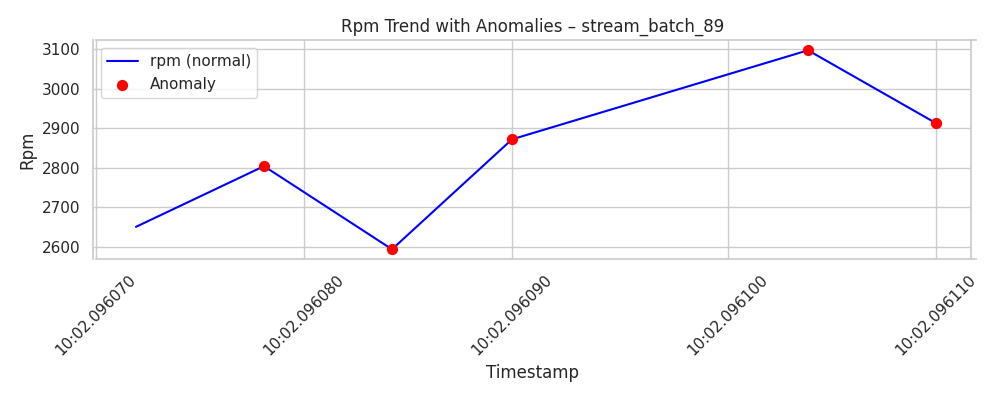 Rpm Trend with Anomalies – stream_batch_89
rpm (normal)
Anomaly
Rpm
3100
3000
2900
2800
2700
2600
10:02.096070
10:02.096080
10:02.096090
10:02.096100
10:02.096110
Timestamp